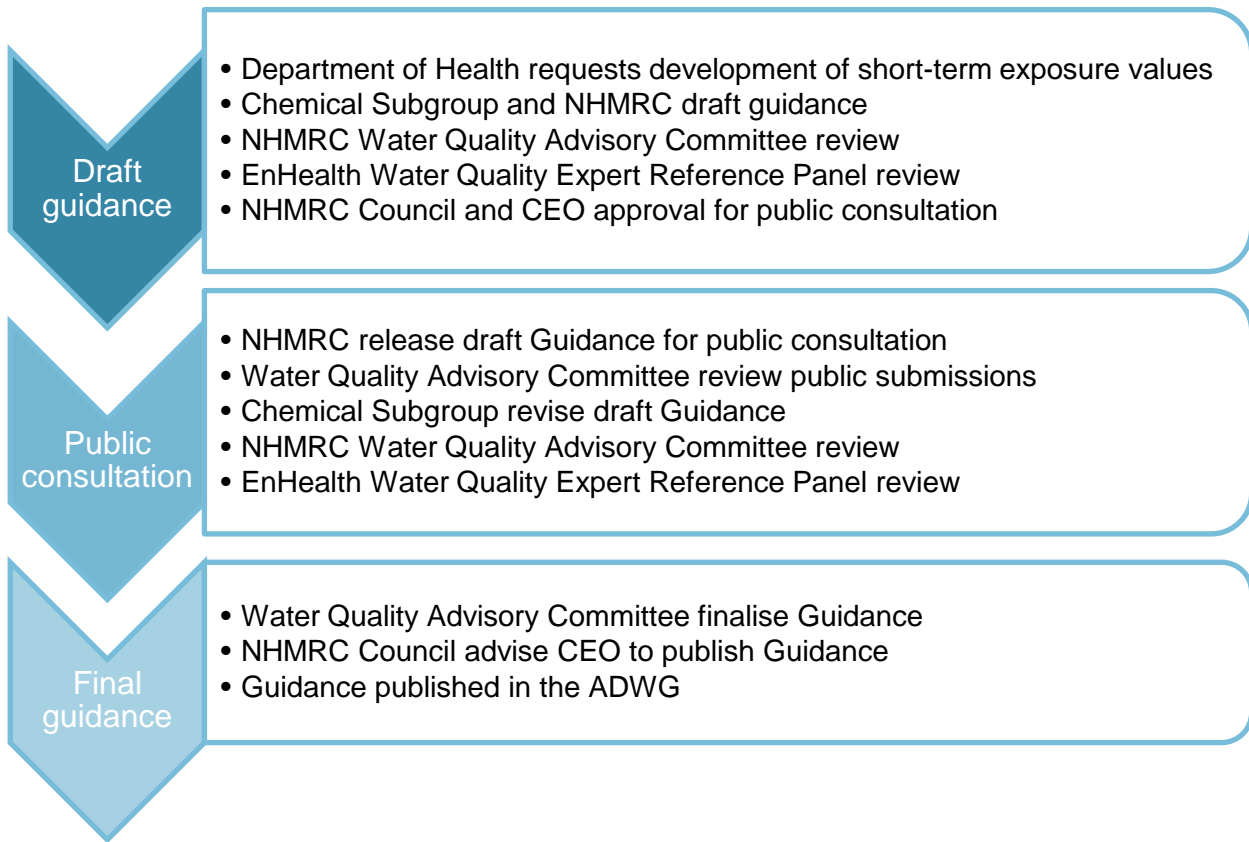 Draft
guidance
• Department of Health requests development of short-term exposure values
• Chemical Subgroup and NHMRC draft guidance
• NHMRC Water Quality Advisory Committee review
• EnHealth Water Quality Expert Reference Panel review
• NHMRC Council and CEO approval for public consultation
Public
consultation
• NHMRC release draft Guidance for public consultation
• Water Quality Advisory Committee review public submissions
• Chemical Subgroup revise draft Guidance
• NHMRC Water Quality Advisory Committee review
• EnHealth Water Quality Expert Reference Panel review
Final
guidance
• Water Quality Advisory Committee finalise Guidance
• NHMRC Council advise CEO to publish Guidance
• Guidance published in the ADWG